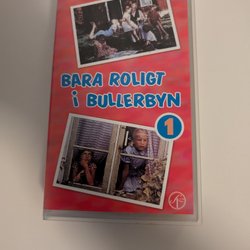 BARA ROLIGT
i BULLERBYN
1